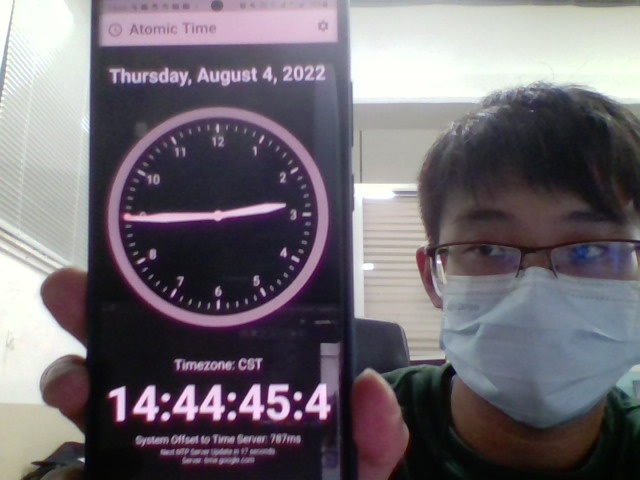 Atomic Time
Thursday, August 4, 2022
12
11
1
10
2
3
8
4
7
5
6
Timezone: CST
14:44:45:4
System Offset to Time Server: 787ms
Next NTP Server Update in 17 seconds
Server: time.google.com